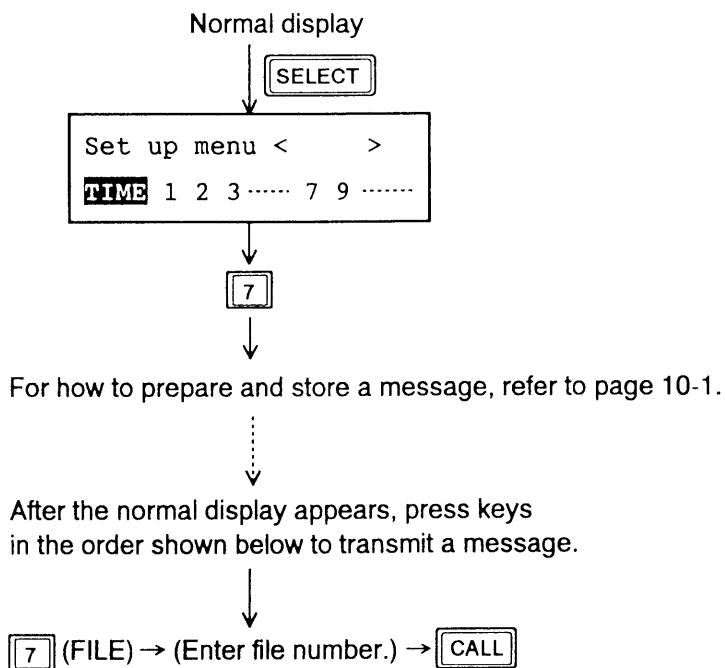 Normal display
SELECT
Set up menu < >
TIME 1 2 3 ...... 7 9 .......
7
For how to prepare and store a message, refer to page 10-1.
After the normal display appears, press keys
in the order shown below to transmit a message.
7 (FILE) → (Enter file number.) → CALL